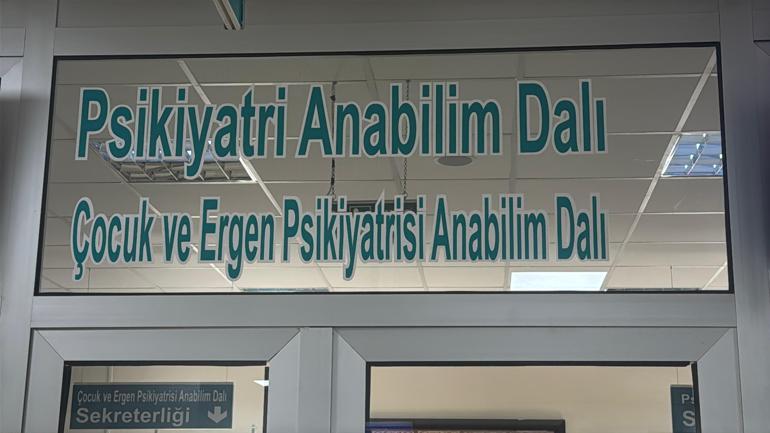 Psikiyatri Anabilim Dalı
Çocuk ve Ergen Psikiyatrisi Anabilim Dalı
Çocuk ve Ergen Psikiyatrisi Anabilim Dalı
Sekreterliği